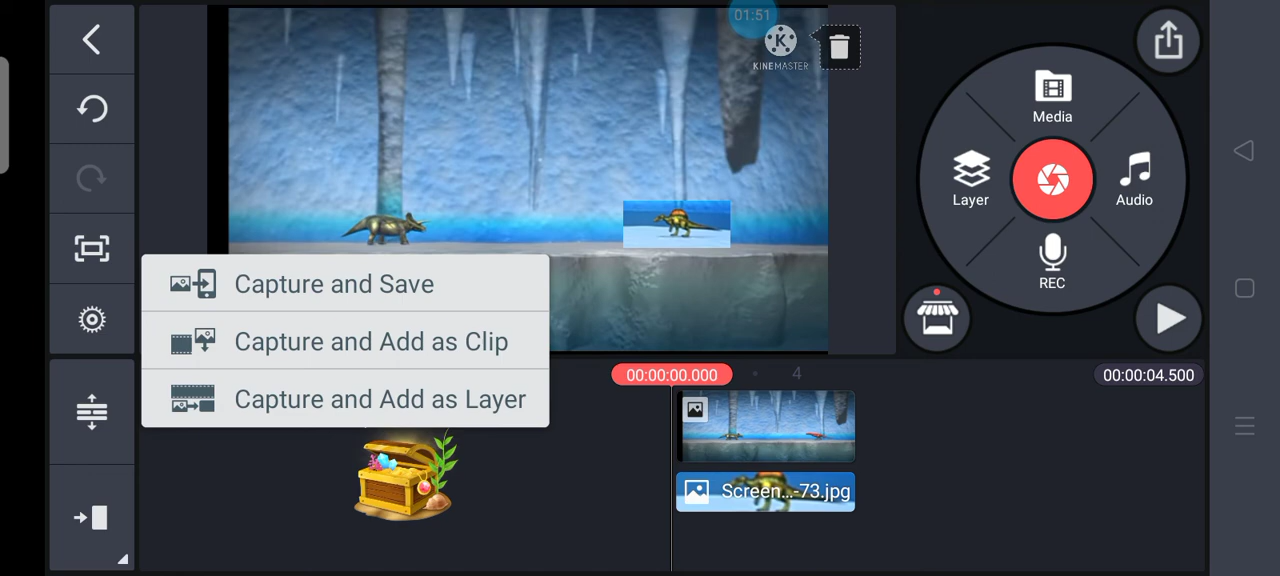 01:51
K
KINEMASTER
Media
Layer
Audio
REC
Capture and Save
Capture and Add as Clip
Capture and Add as Layer
00:00:00.000
4
00:00:04.500
Screen...-73.jpg